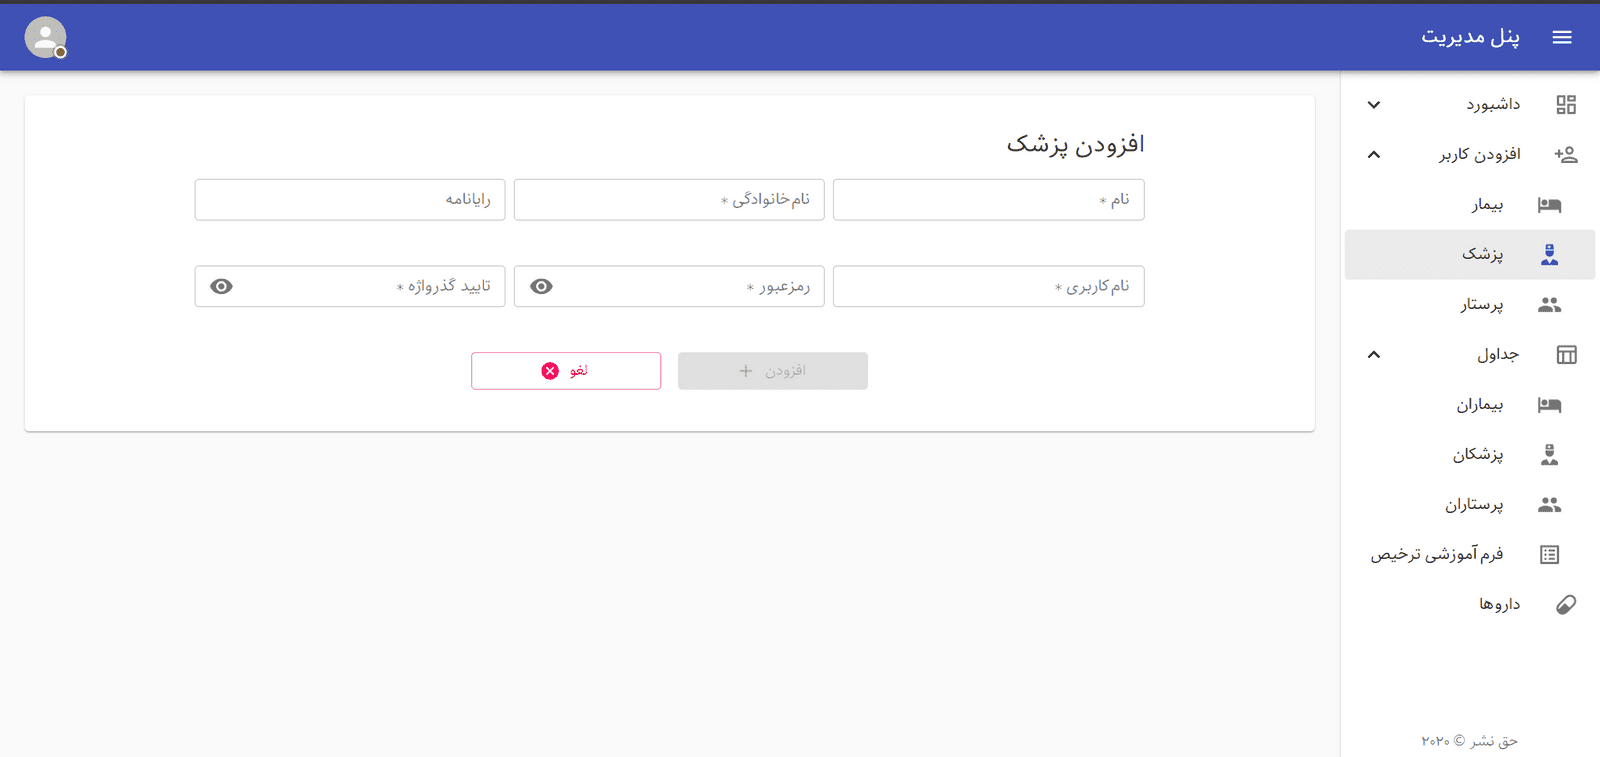 پنل مدیریت
داشبورد
افزودن کاربر
بیمار
پزشک
پرستار
جداول
بیماران
پزشکان
پرستاران
فرم آموزشی ترخیص
داروها
حق نشر © ۲۰۲۰
افزودن پزشک
نام * نام‌خانوادگی * رایانامه
نام‌کاربری * رمزعبور * تایید گذرواژه *
افزودن + لغو